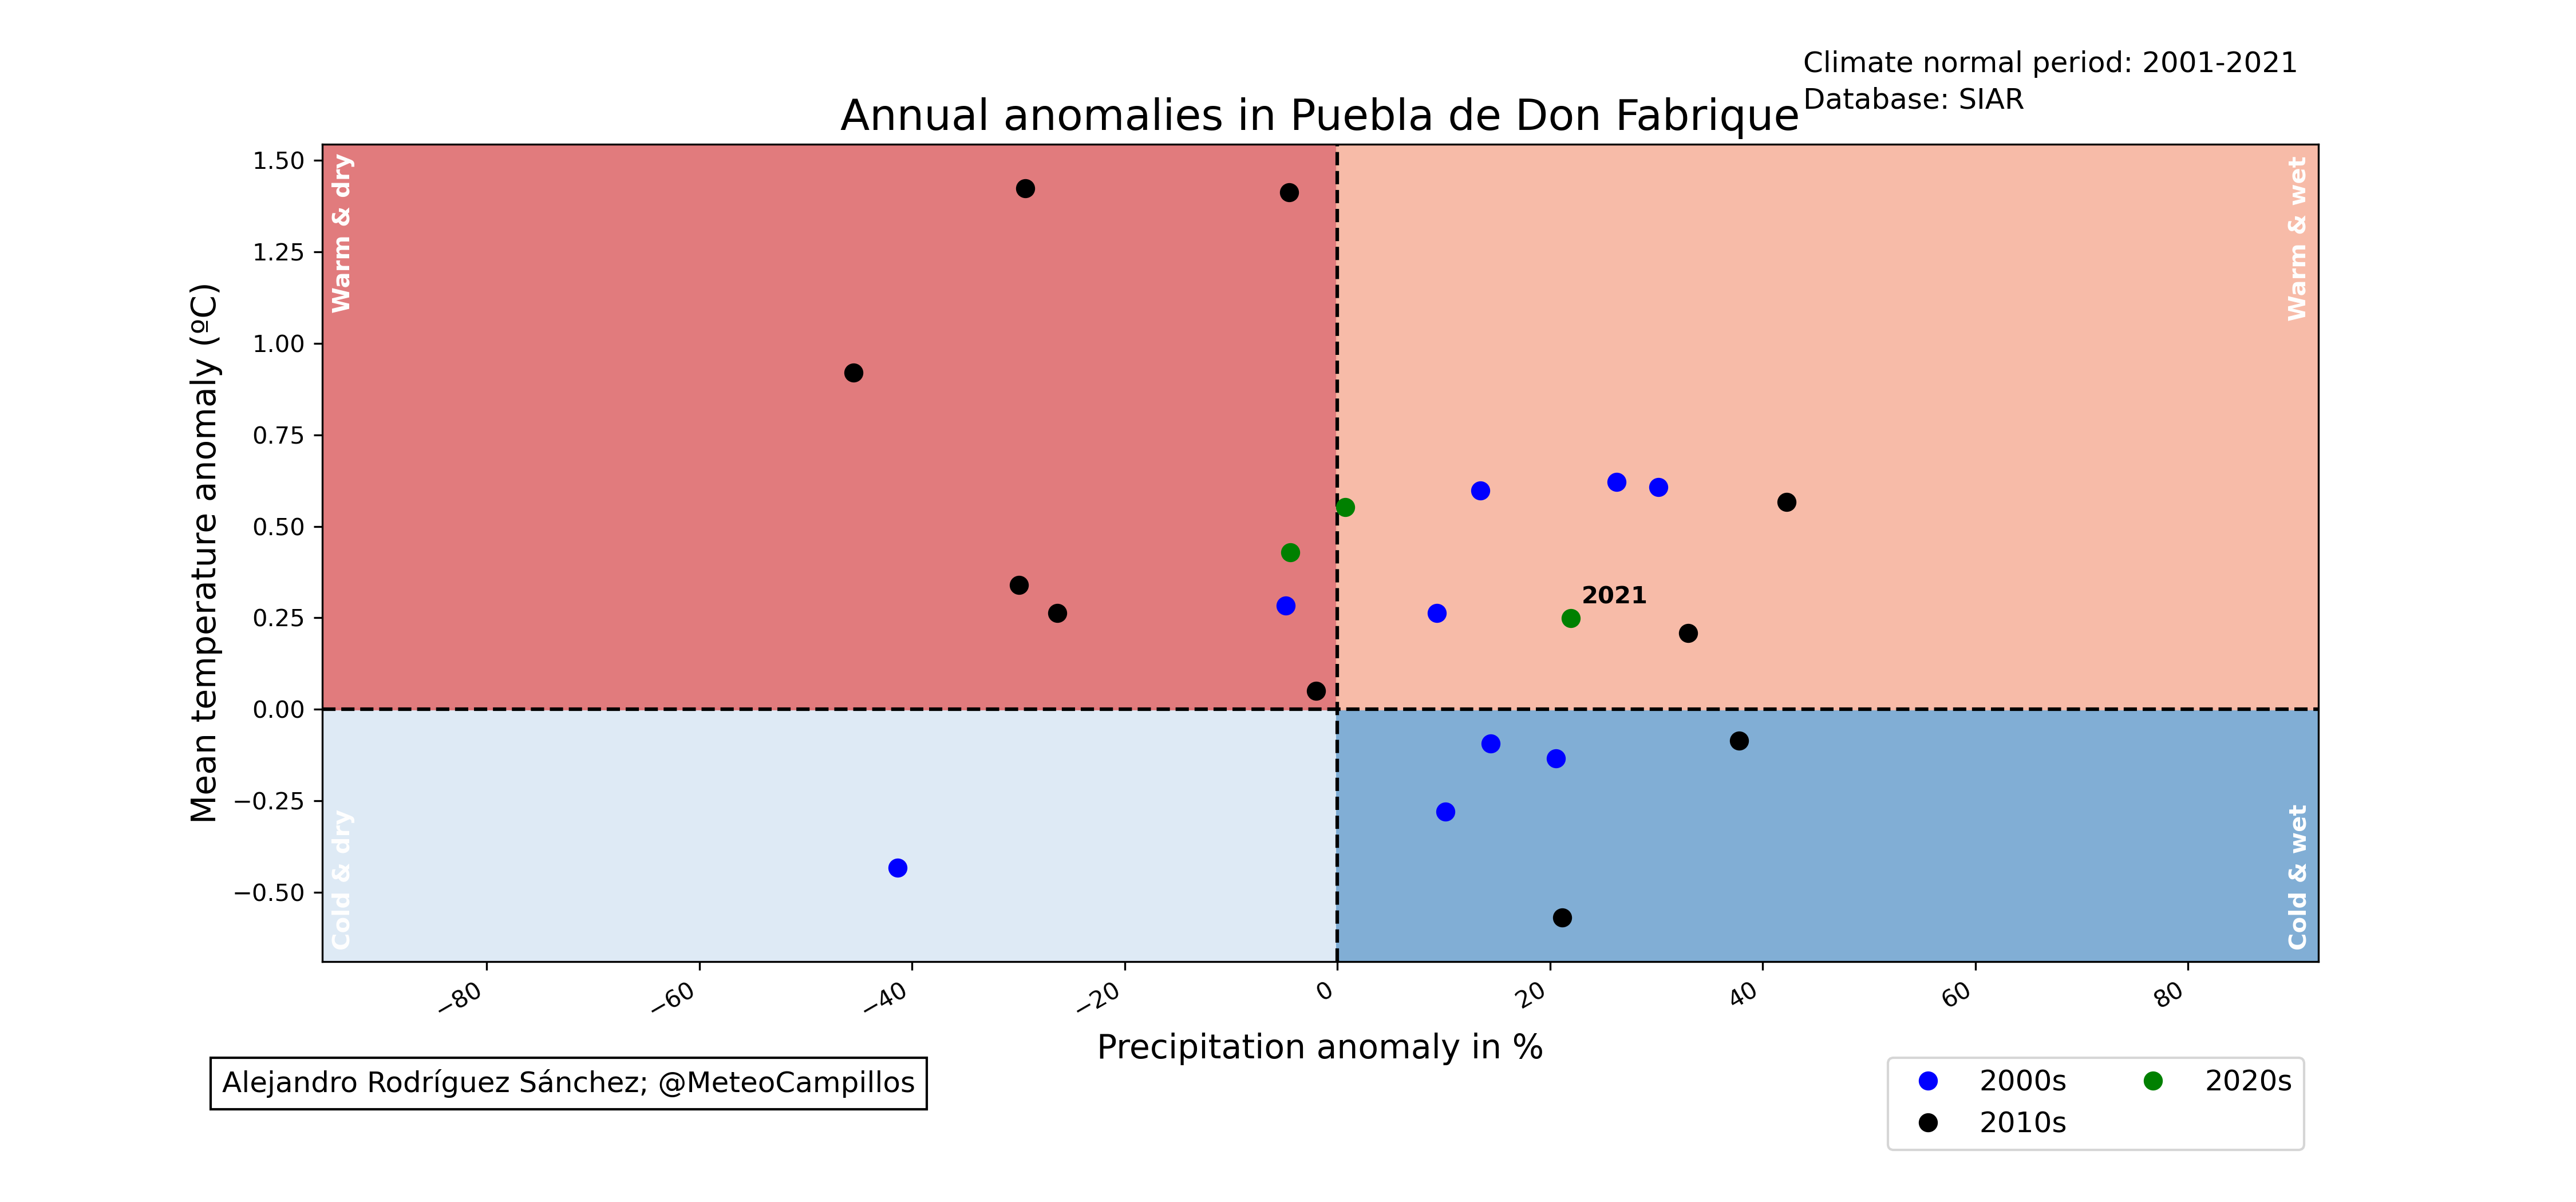 Climate normal period: 2001-2021
Database: SIAR
Annual anomalies in Puebla de Don Fabrique
Warm & dry
Warm & wet
Cold & dry
Cold & wet
Mean temperature anomaly (ºC)
1.50
1.25
1.00
0.75
0.50
0.25
0.00
−0.25
−0.50
2021
−80
−60
−40
−20
0
20
40
60
80
Precipitation anomaly in %
Alejandro Rodríguez Sánchez; @MeteoCampillos
2000s
2010s
2020s